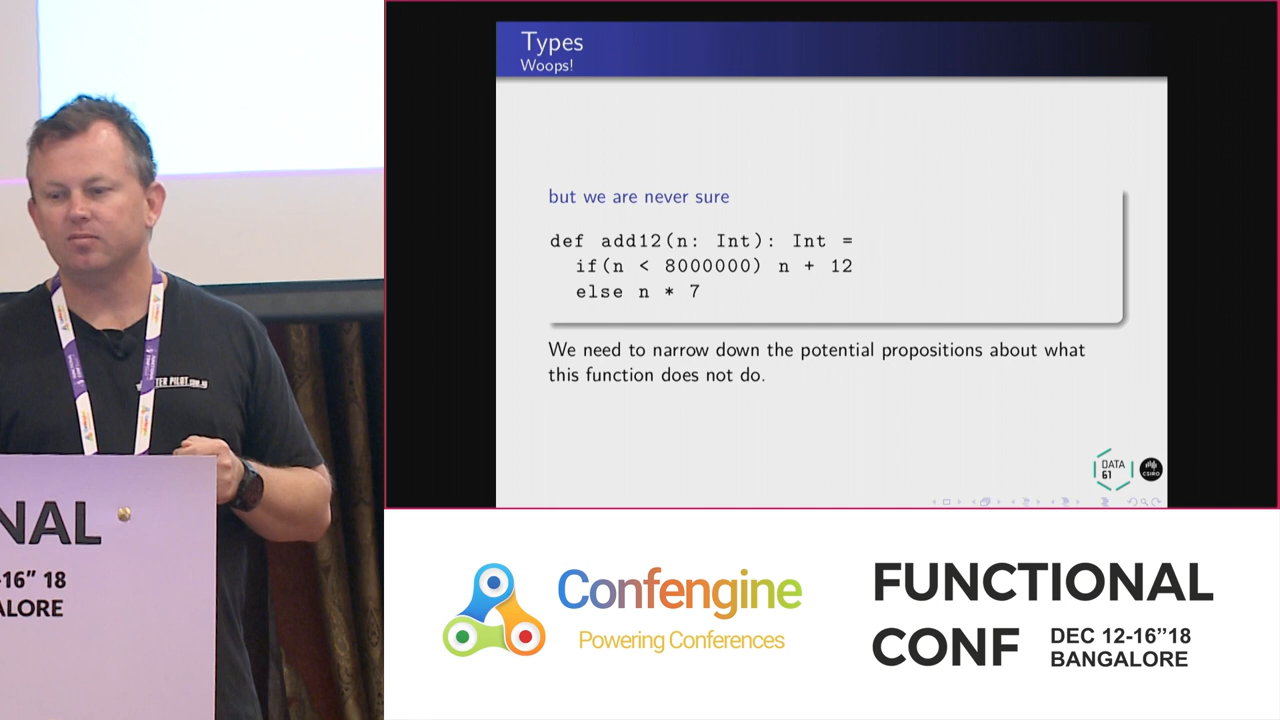 Types
Woops!
but we are never sure
def add12(n: Int): Int =
if(n < 8000000) n + 12
else n * 7
We need to narrow down the potential propositions about what
this function does not do.
DATA
61
CSIRO
NAL
-16” 18
ALORE
Confengine
Powering Conferences
FUNCTIONAL
CONF
DEC 12-16”18
BANGALORE